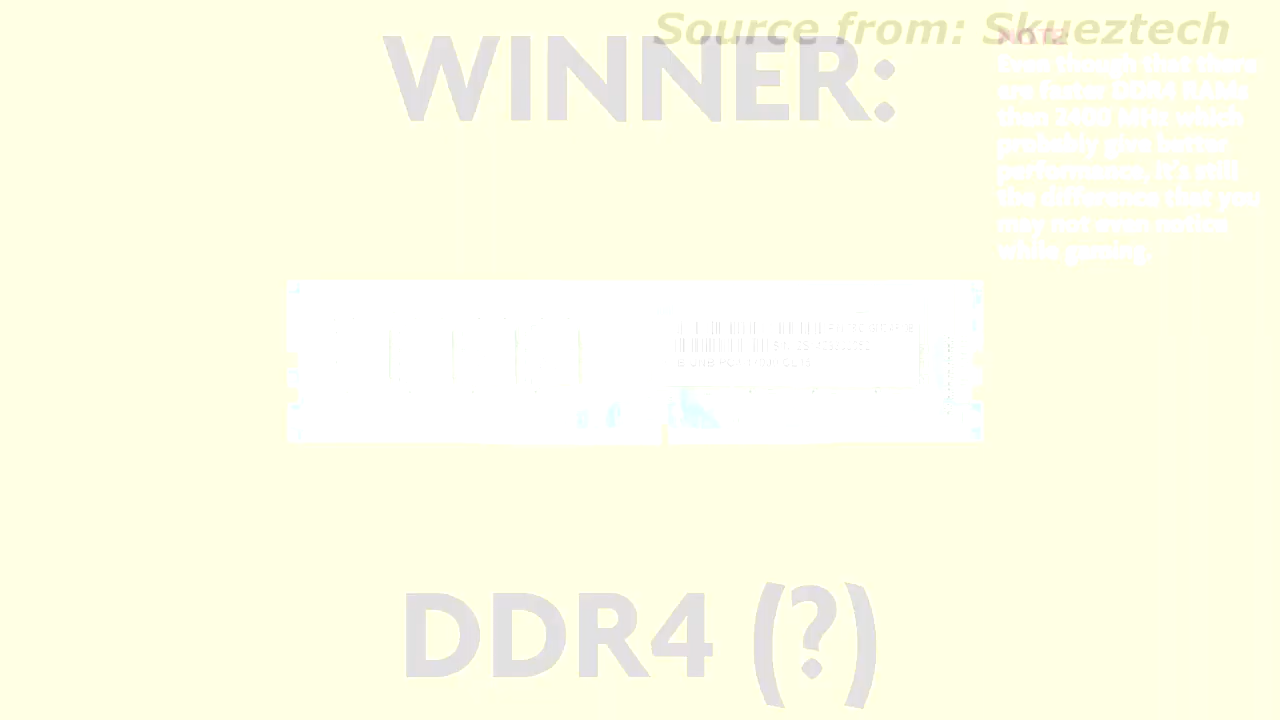 Source from: Skueztech
WINNER:
NOTE
Even though that there
are faster DDR4 RAMs
than 2400 MHz which
probably give better
performance, it's still
the difference that you
may not even notice
while gaming.
DDR4 (?)